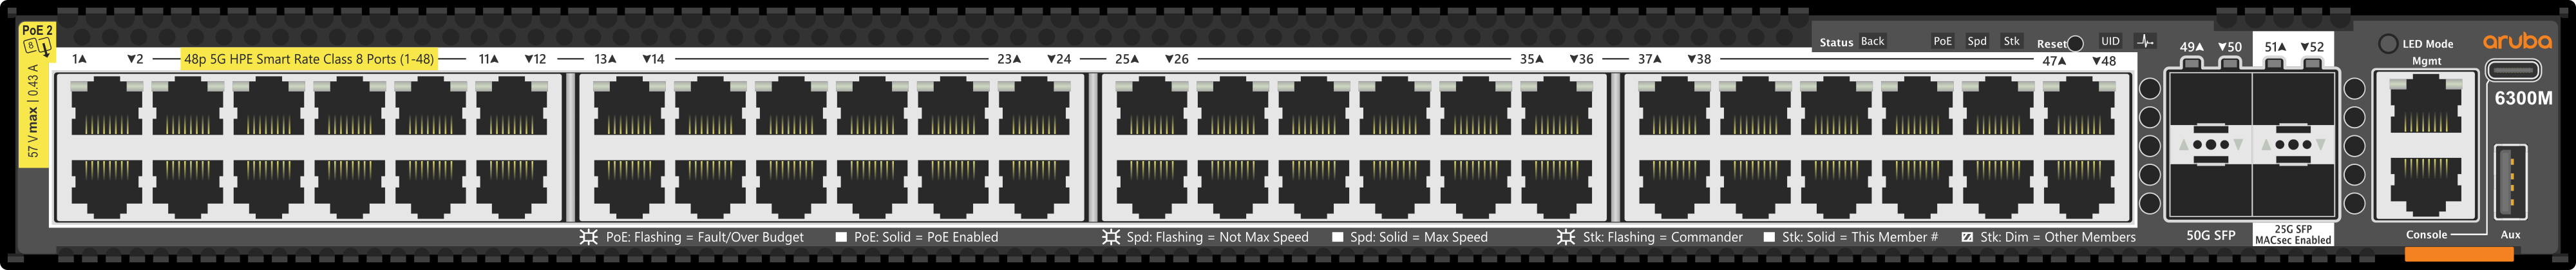 PoE 2
8
57 V max | 0.43 A
1▲ ▼2 48p 5G HPE Smart Rate Class 8 Ports (1-48) 11▲ ▼12 13▲ ▼14 23▲ ▼24 25▲ ▼26 35▲ ▼36 37▲ ▼38 47▲ ▼48
Status Back PoE Spd Stk Reset UID
49▲ ▼50 51▲ ▼52
LED Mode
aruba
Mgmt
6300M
PoE: Flashing = Fault/Over Budget PoE: Solid = PoE Enabled Spd: Flashing = Not Max Speed Spd: Solid = Max Speed Stk: Flashing = Commander Stk: Solid = This Member # Stk: Dim = Other Members
50G SFP
25G SFP
MACsec Enabled
Console
Aux